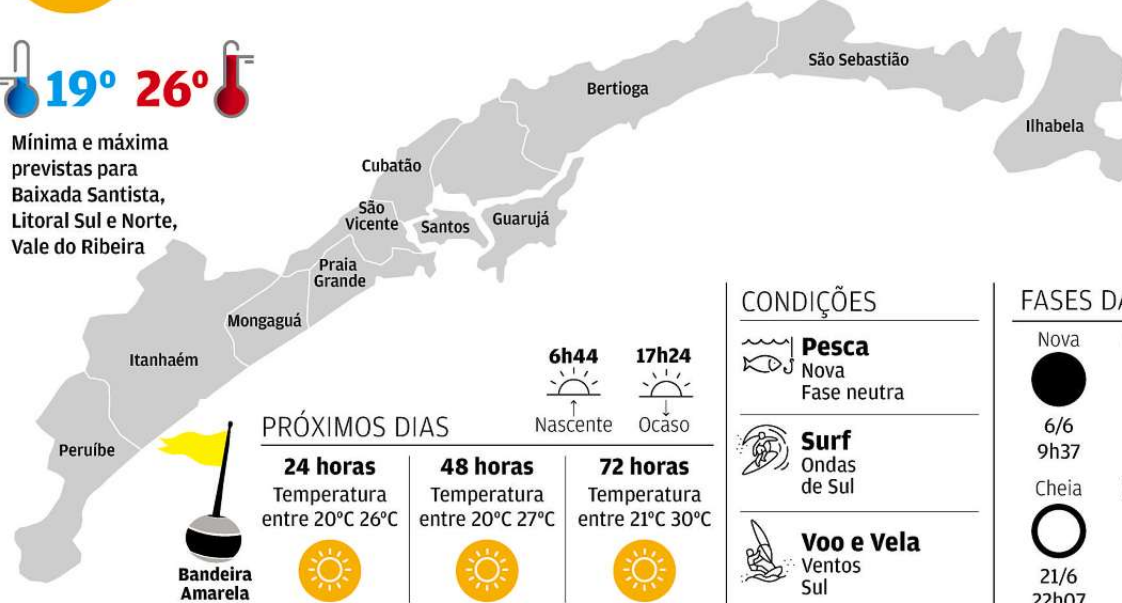 19º 26º
Mínima e máxima
previstas para
Baixada Santista,
Litoral Sul e Norte,
Vale do Ribeira
São Sebastião
Bertioga
Ilhabela
Cubatão
São
Vicente
Santos
Guarujá
Praia
Grande
Mongaguá
Itanhaém
Peruíbe
Bandeira
Amarela
6h44
Nascente
17h24
Ocaso
PRÓXIMOS DIAS
24 horas
Temperatura
entre 20ºC 26ºC
48 horas
Temperatura
entre 20ºC 27ºC
72 horas
Temperatura
entre 21ºC 30ºC
CONDIÇÕES
Pesca
Nova
Fase neutra
Surf
Ondas
de Sul
Voo e Vela
Ventos
Sul
FASES DA
Nova
6/6
9h37
Cheia
21/6
22h07